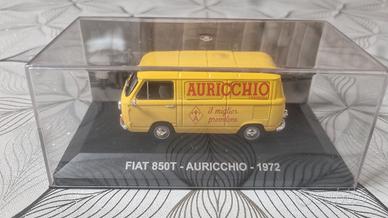 AURICCHIO
il miglior
provolone
FIAT 850T - AURICCHIO - 1972